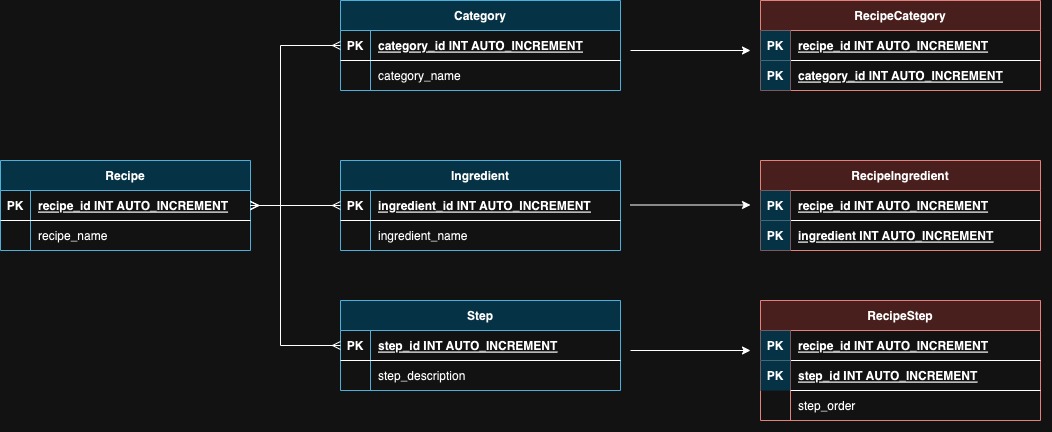 Category
PK category_id INT AUTO_INCREMENT
category_name
RecipeCategory
PK recipe_id INT AUTO_INCREMENT
PK category_id INT AUTO_INCREMENT
Recipe
PK recipe_id INT AUTO_INCREMENT
recipe_name
Ingredient
PK ingredient_id INT AUTO_INCREMENT
ingredient_name
RecipeIngredient
PK recipe_id INT AUTO_INCREMENT
PK ingredient INT AUTO_INCREMENT
Step
PK step_id INT AUTO_INCREMENT
step_description
RecipeStep
PK recipe_id INT AUTO_INCREMENT
PK step_id INT AUTO_INCREMENT
step_order